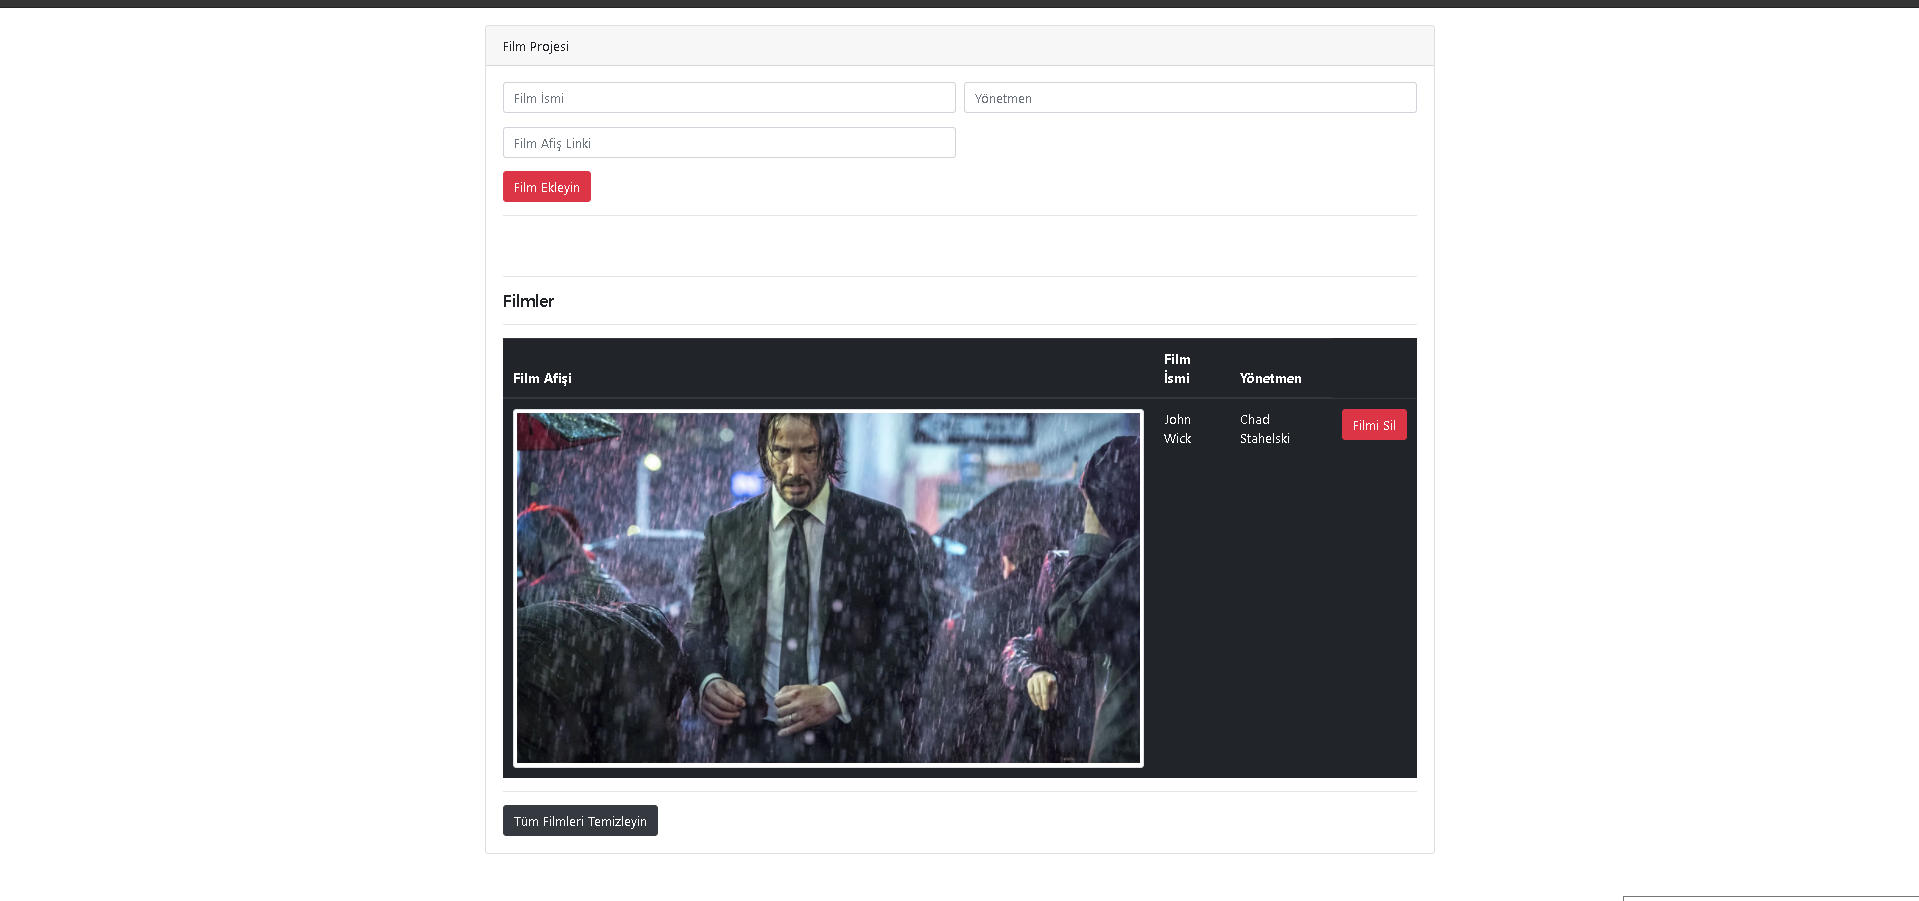 Film Projesi
Film İsmi
Yönetmen
Film Afiş Linki
Film Ekleyin
Filmler
Film Afişi
Film
İsmi
Yönetmen
John
Wick
Chad
Stahelski
Filmi Sil
Tüm Filmleri Temizleyin